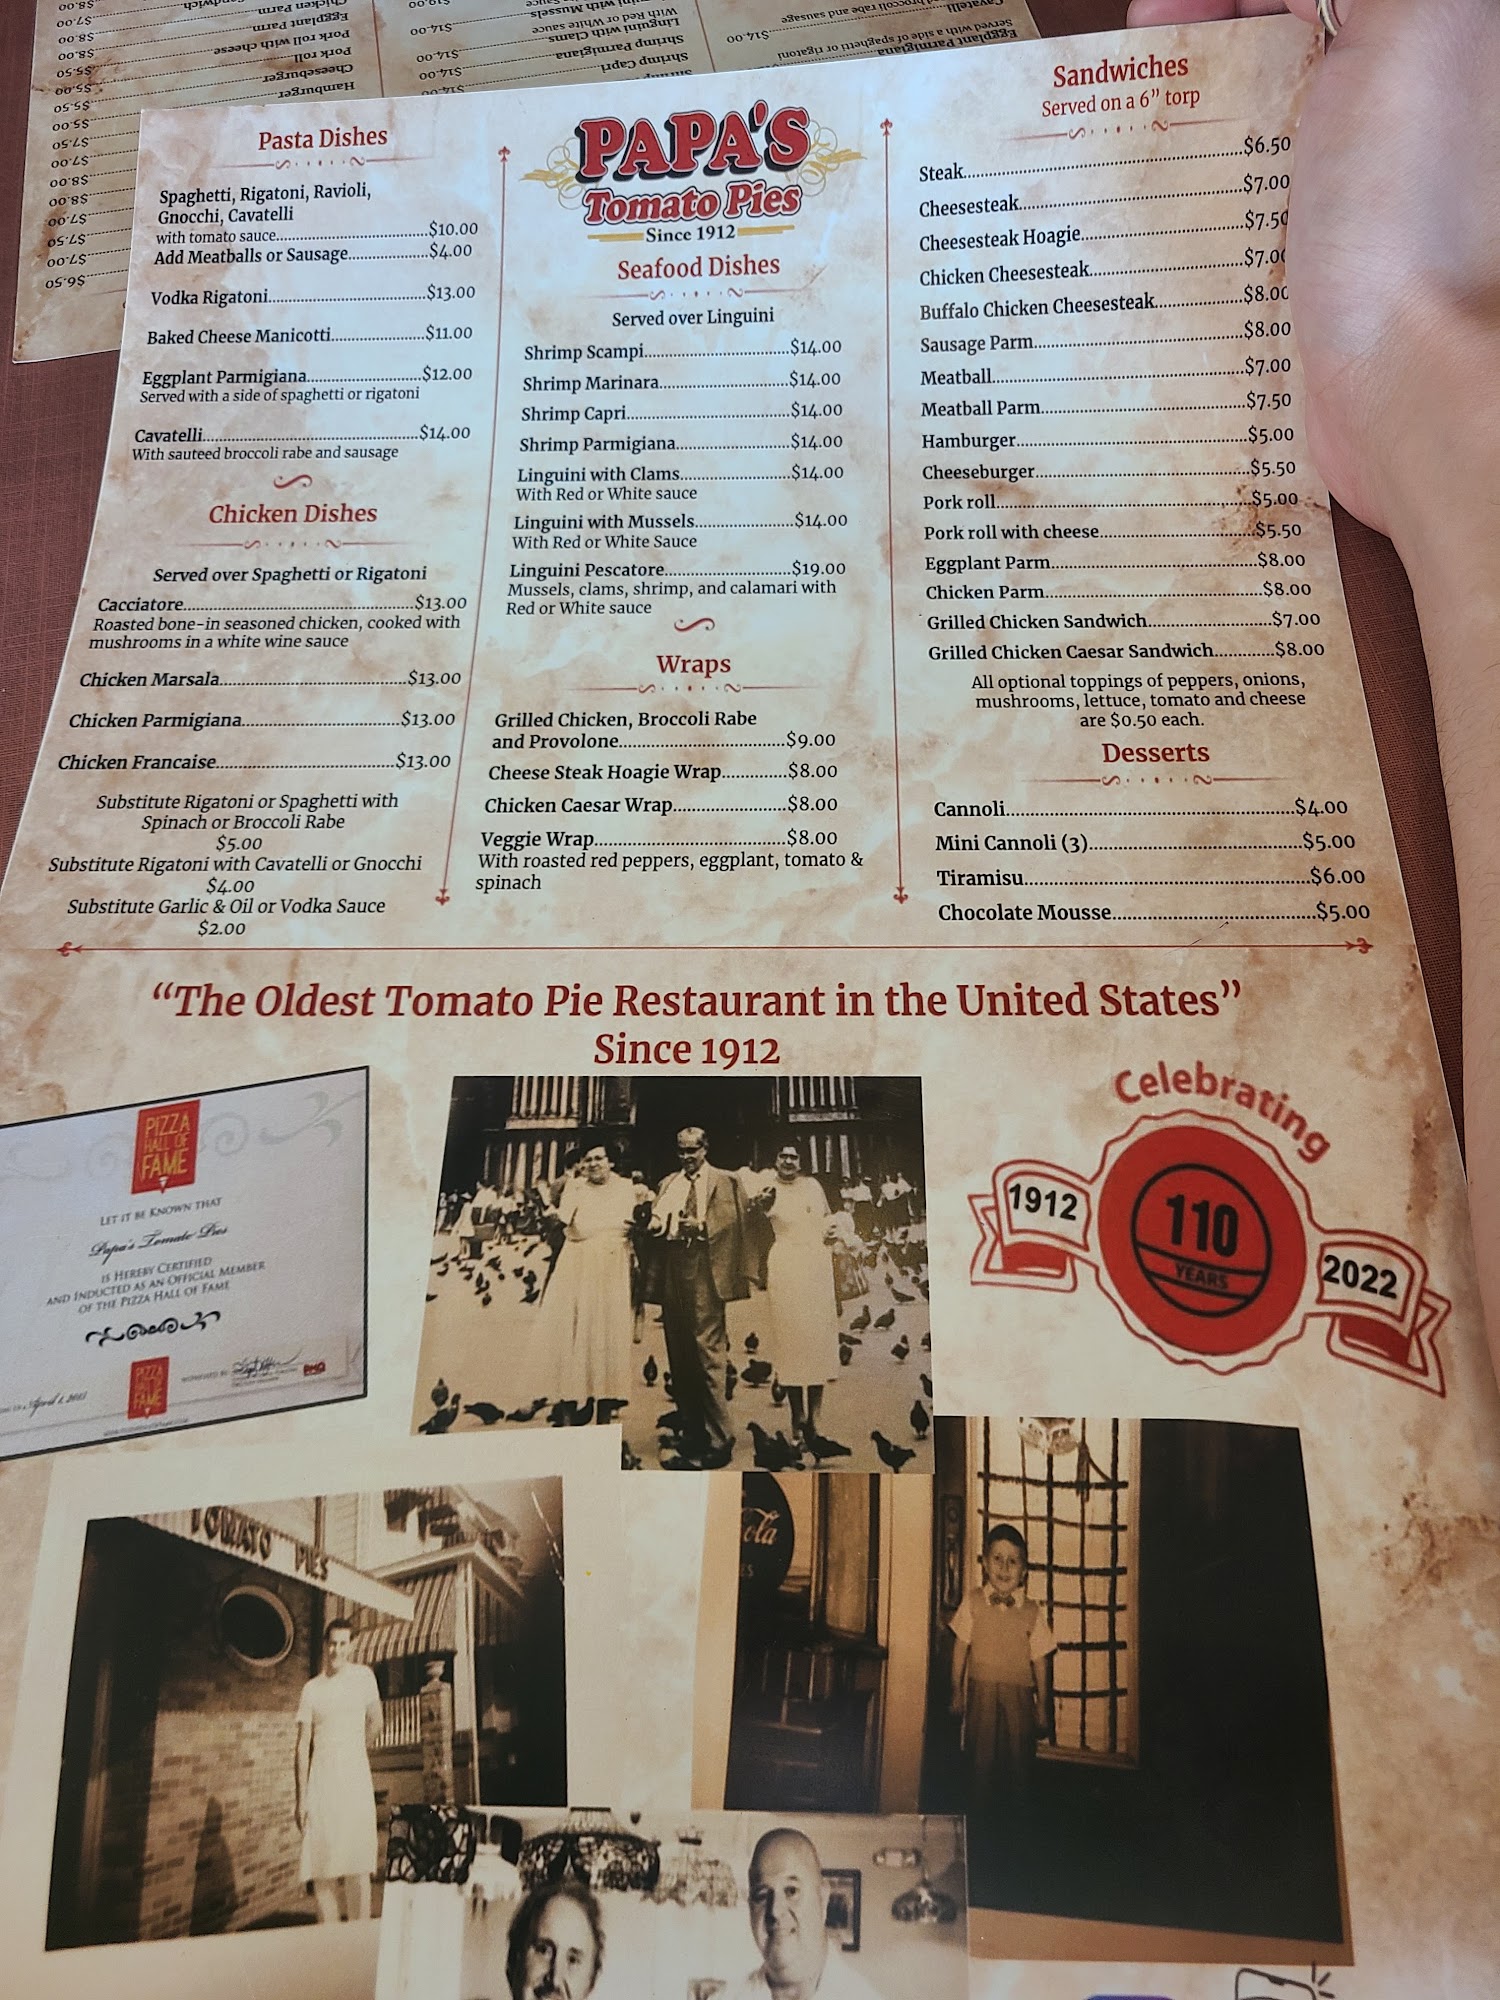 Pasta Dishes
Spaghetti, Rigatoni, Ravioli,
Gnocchi, Cavatelli
with tomato sauce.......$10.00
Add Meatballs or Sausage.......$4.00
Vodka Rigatoni.......$13.00
Baked Cheese Manicotti.......$11.00
Eggplant Parmigiana.......$12.00
Served with a side of spaghetti or rigatoni
Cavatelli.......$14.00
With sauteed broccoli rabe and sausage
Chicken Dishes
Served over Spaghetti or Rigatoni
Cacciatore.......$13.00
Roasted bone-in seasoned chicken, cooked with
mushrooms in a white wine sauce
Chicken Marsala.......$13.00
Chicken Parmigiana.......$13.00
Chicken Francaise.......$13.00
Substitute Rigatoni or Spaghetti with
Spinach or Broccoli Rabe
$5.00
Substitute Rigatoni with Cavatelli or Gnocchi
$4.00
Substitute Garlic & Oil or Vodka Sauce
$2.00
PAPA'S
Tomato Pies
Since 1912
Seafood Dishes
Served over Linguini
Shrimp Scampi.......$14.00
Shrimp Marinara.......$14.00
Shrimp Capri.......$14.00
Shrimp Parmigiana.......$14.00
Linguini with Clams.......$14.00
With Red or White sauce
Linguini with Mussels.......$14.00
With Red or White Sauce
Linguini Pescatore.......$19.00
Mussels, clams, shrimp, and calamari with
Red or White sauce
Wraps
Grilled Chicken, Broccoli Rabe
and Provolone.......$9.00
Cheese Steak Hoagie Wrap.......$8.00
Chicken Caesar Wrap.......$8.00
Veggie Wrap.......$8.00
With roasted red peppers, eggplant, tomato &
spinach
Sandwiches
Served on a 6" torp
Steak.......$6.50
Cheesesteak.......$7.00
Cheesesteak Hoagie.......$7.50
Chicken Cheesesteak.......$7.00
Buffalo Chicken Cheesesteak.......$8.00
Sausage Parm.......$8.00
Meatball.......$7.00
Meatball Parm.......$7.50
Hamburger.......$5.00
Cheeseburger.......$5.50
Pork roll.......$5.00
Pork roll with cheese.......$5.50
Eggplant Parm.......$8.00
Chicken Parm.......$8.00
Grilled Chicken Sandwich.......$7.00
Grilled Chicken Caesar Sandwich.......$8.00
All optional toppings of peppers, onions,
mushrooms, lettuce, tomato and cheese
are $0.50 each.
Desserts
Cannoli.......$4.00
Mini Cannoli (3).......$5.00
Tiramisu.......$6.00
Chocolate Mousse.......$5.00
"The Oldest Tomato Pie Restaurant in the United States"
Since 1912
PIZZA
HALL OF
FAME
LET IT BE KNOWN THAT
Papa's Tomato Pies
IS HEREBY CERTIFIED
AND INDUCTED AS AN OFFICIAL MEMBER
OF THE PIZZA HALL OF FAME
PIZZA
HALL OF
FAME
Celebrating
1912
110
YEARS
2022
TOMATO PIES